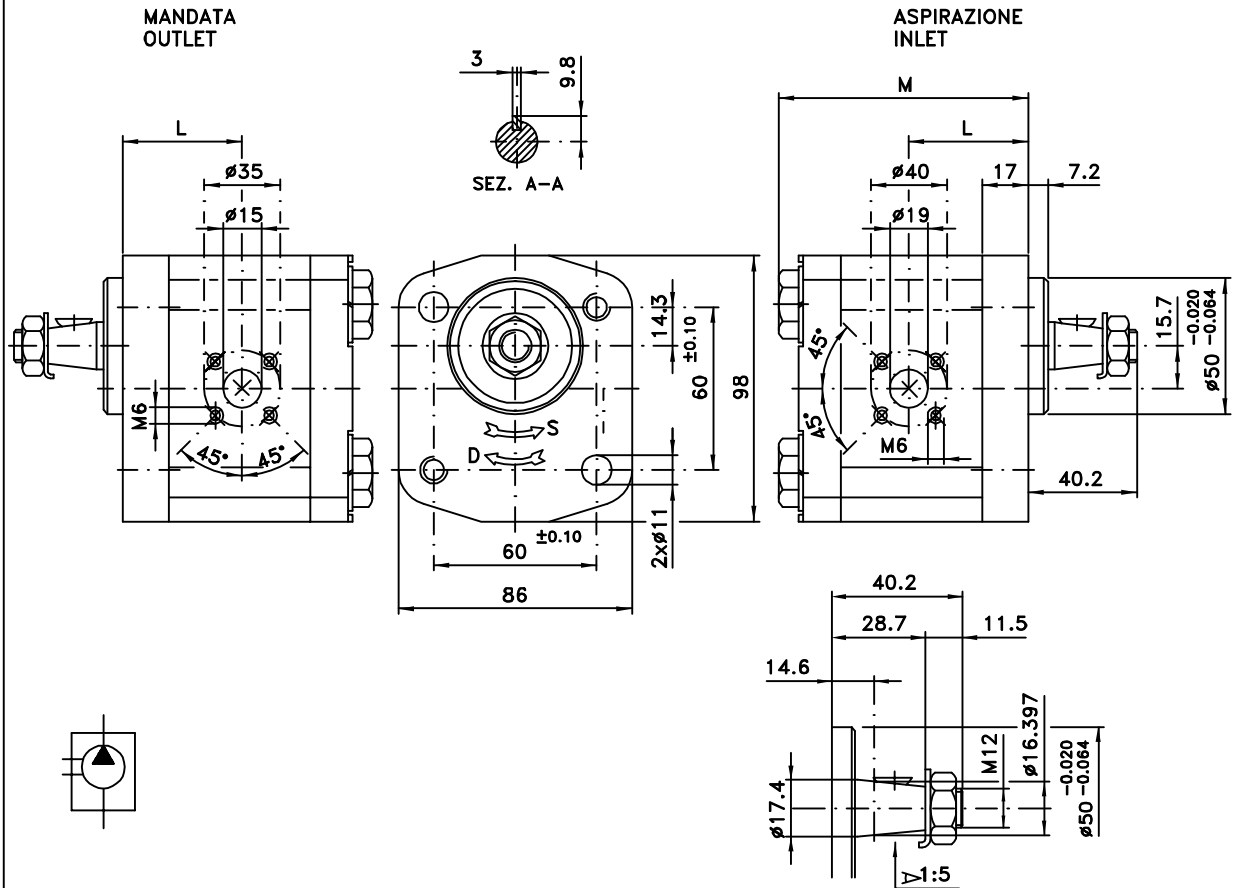 MANDATA
OUTLET
ASPIRAZIONE
INLET
3
9.8
SEZ. A-A
L
ø35
ø15
M6
45°
45°
14.3
60 ±0.10
98
S
D
60 ±0.10
2xø11
86
M
L
ø40
17
7.2
ø19
45°
45°
M6
15.7
ø50 -0.020 -0.064
40.2
40.2
28.7
11.5
14.6
ø17.4
M12
ø16.397
ø50 -0.020 -0.064
1:5